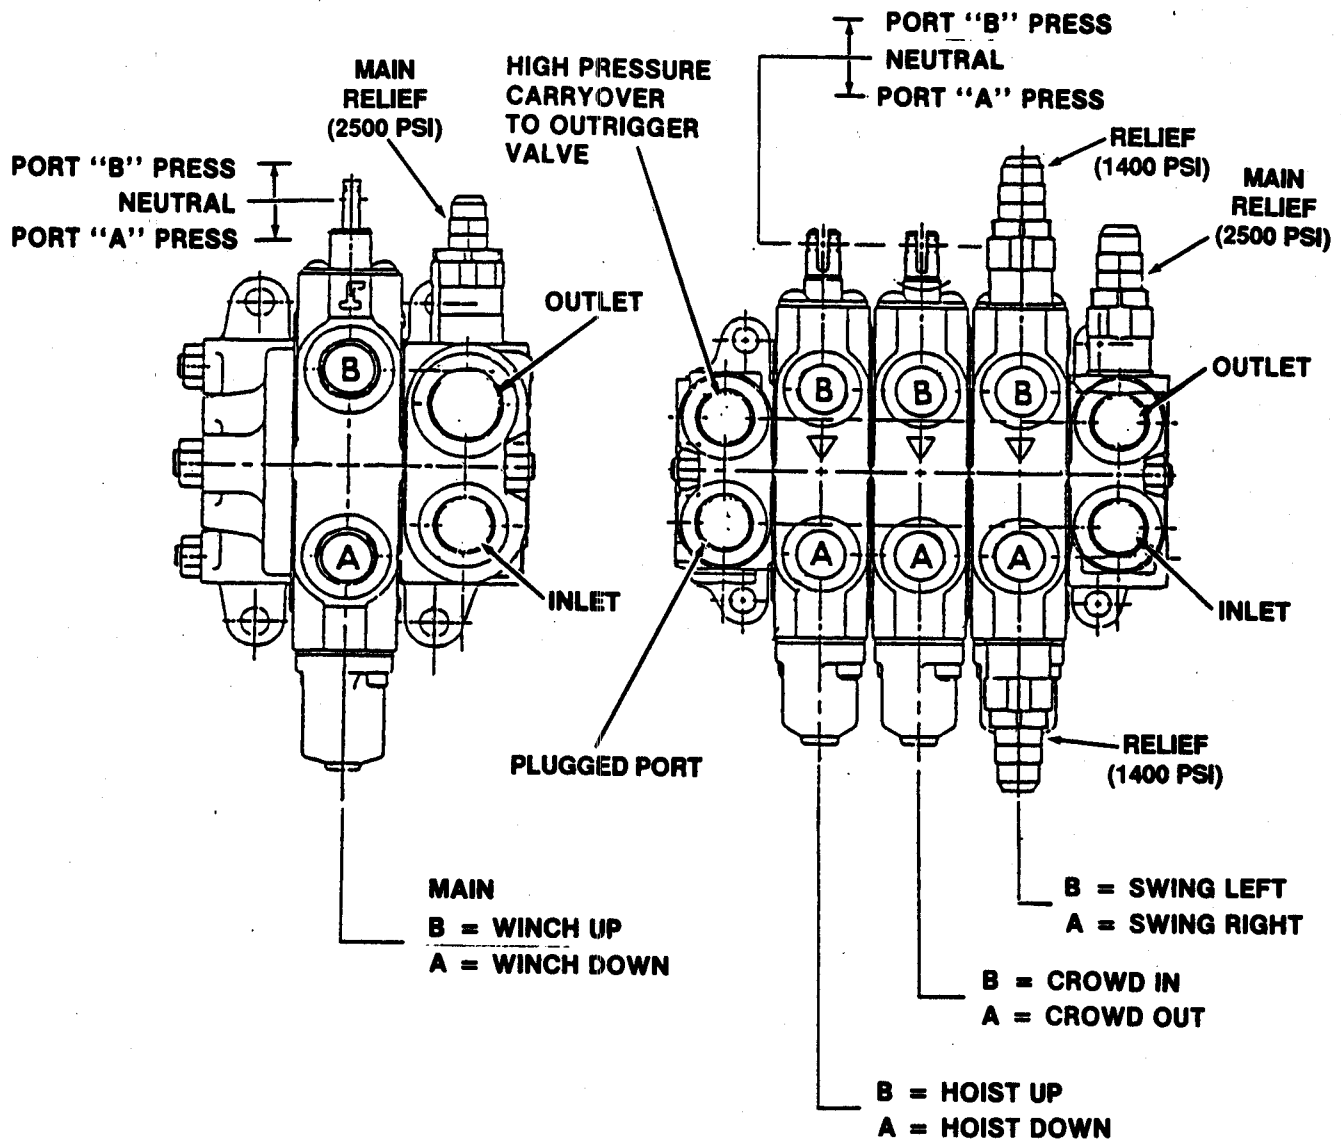 PORT "B" PRESS
NEUTRAL
PORT "A" PRESS
MAIN
RELIEF
(2500 PSI)
HIGH PRESSURE
CARRYOVER
TO OUTRIGGER
VALVE
PORT "B" PRESS
NEUTRAL
PORT "A" PRESS
RELIEF
(1400 PSI)
MAIN
RELIEF
(2500 PSI)
OUTLET
OUTLET
B
B
B
B
A
A
A
A
INLET
INLET
PLUGGED PORT
RELIEF
(1400 PSI)
MAIN
B = WINCH UP
A = WINCH DOWN
B = SWING LEFT
A = SWING RIGHT
B = CROWD IN
A = CROWD OUT
B = HOIST UP
A = HOIST DOWN